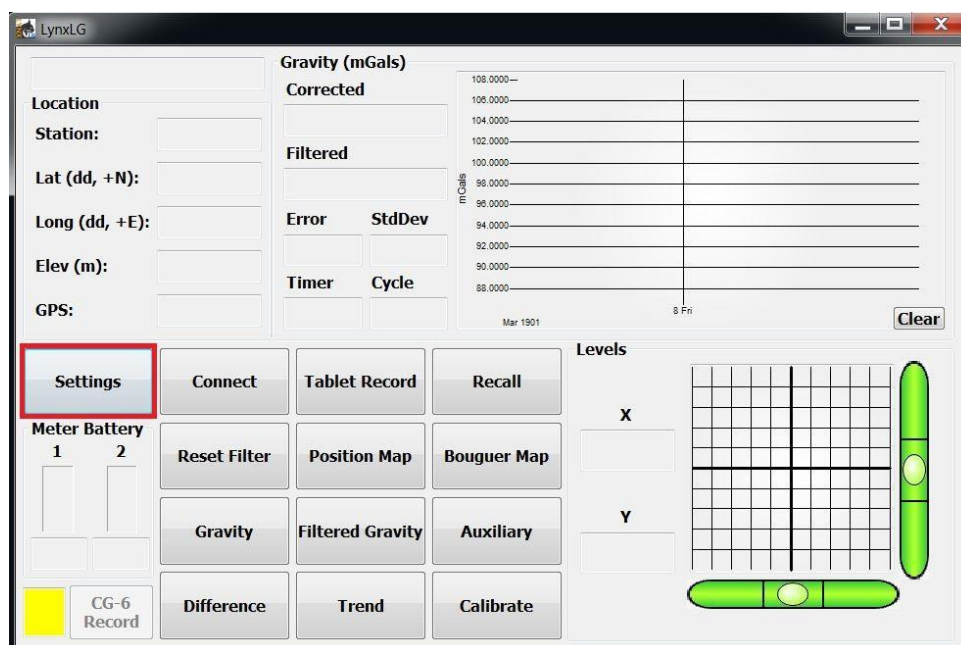 LynxLG
Location
Station:
Lat (dd, +N):
Long (dd, +E):
Elev (m):
GPS:
Gravity (mGals)
Corrected
Filtered
Error StdDev
Timer Cycle
mGals
108.0000
106.0000
104.0000
102.0000
100.0000
98.0000
96.0000
94.0000
92.0000
90.0000
88.0000
8 Fri
Mar 1901
Clear
Settings Connect Tablet Record Recall
Meter Battery
1 2
Reset Filter Position Map Bouguer Map
Gravity Filtered Gravity Auxiliary
CG-6
Record
Difference Trend Calibrate
Levels
X
Y